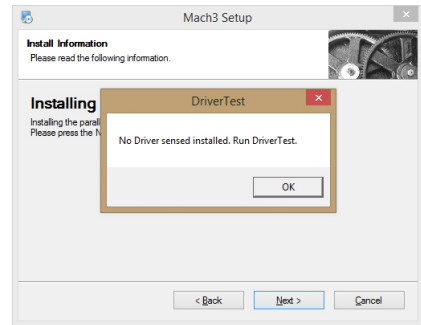 Mach3 Setup
Install Information
Please read the following information.
Installing
Installing the parall
Please press the N
DriverTest
No Driver sensed installed. Run DriverTest.
OK
< Back
Next >
Cancel